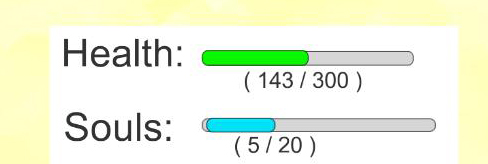 Health:
( 143 / 300 )
Souls:
( 5 / 20 )